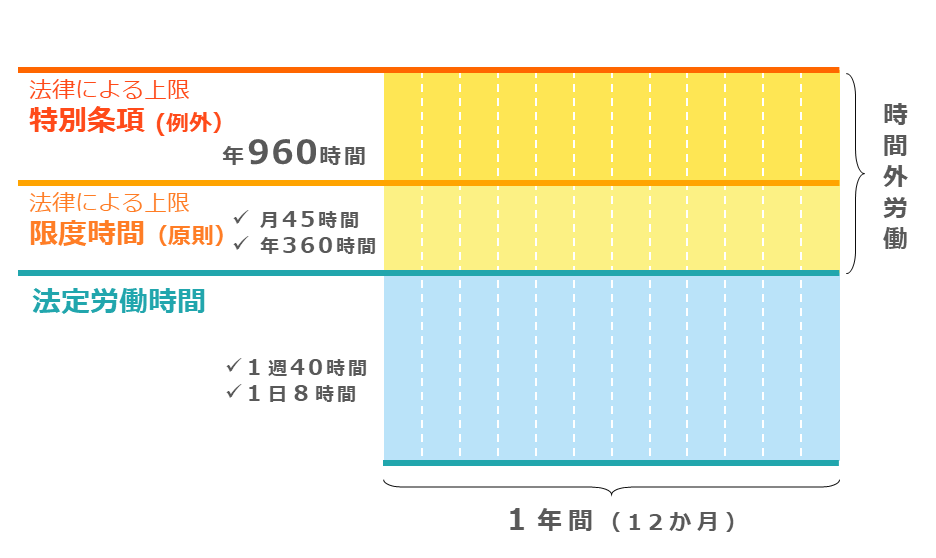 法律による上限
特別条項 (例外)
年960時間
法律による上限
限度時間 (原則)
✓ 月45時間
✓ 年360時間
法定労働時間
✓ 1週40時間
✓ 1日8時間
時間外労働
1年間 (12か月)